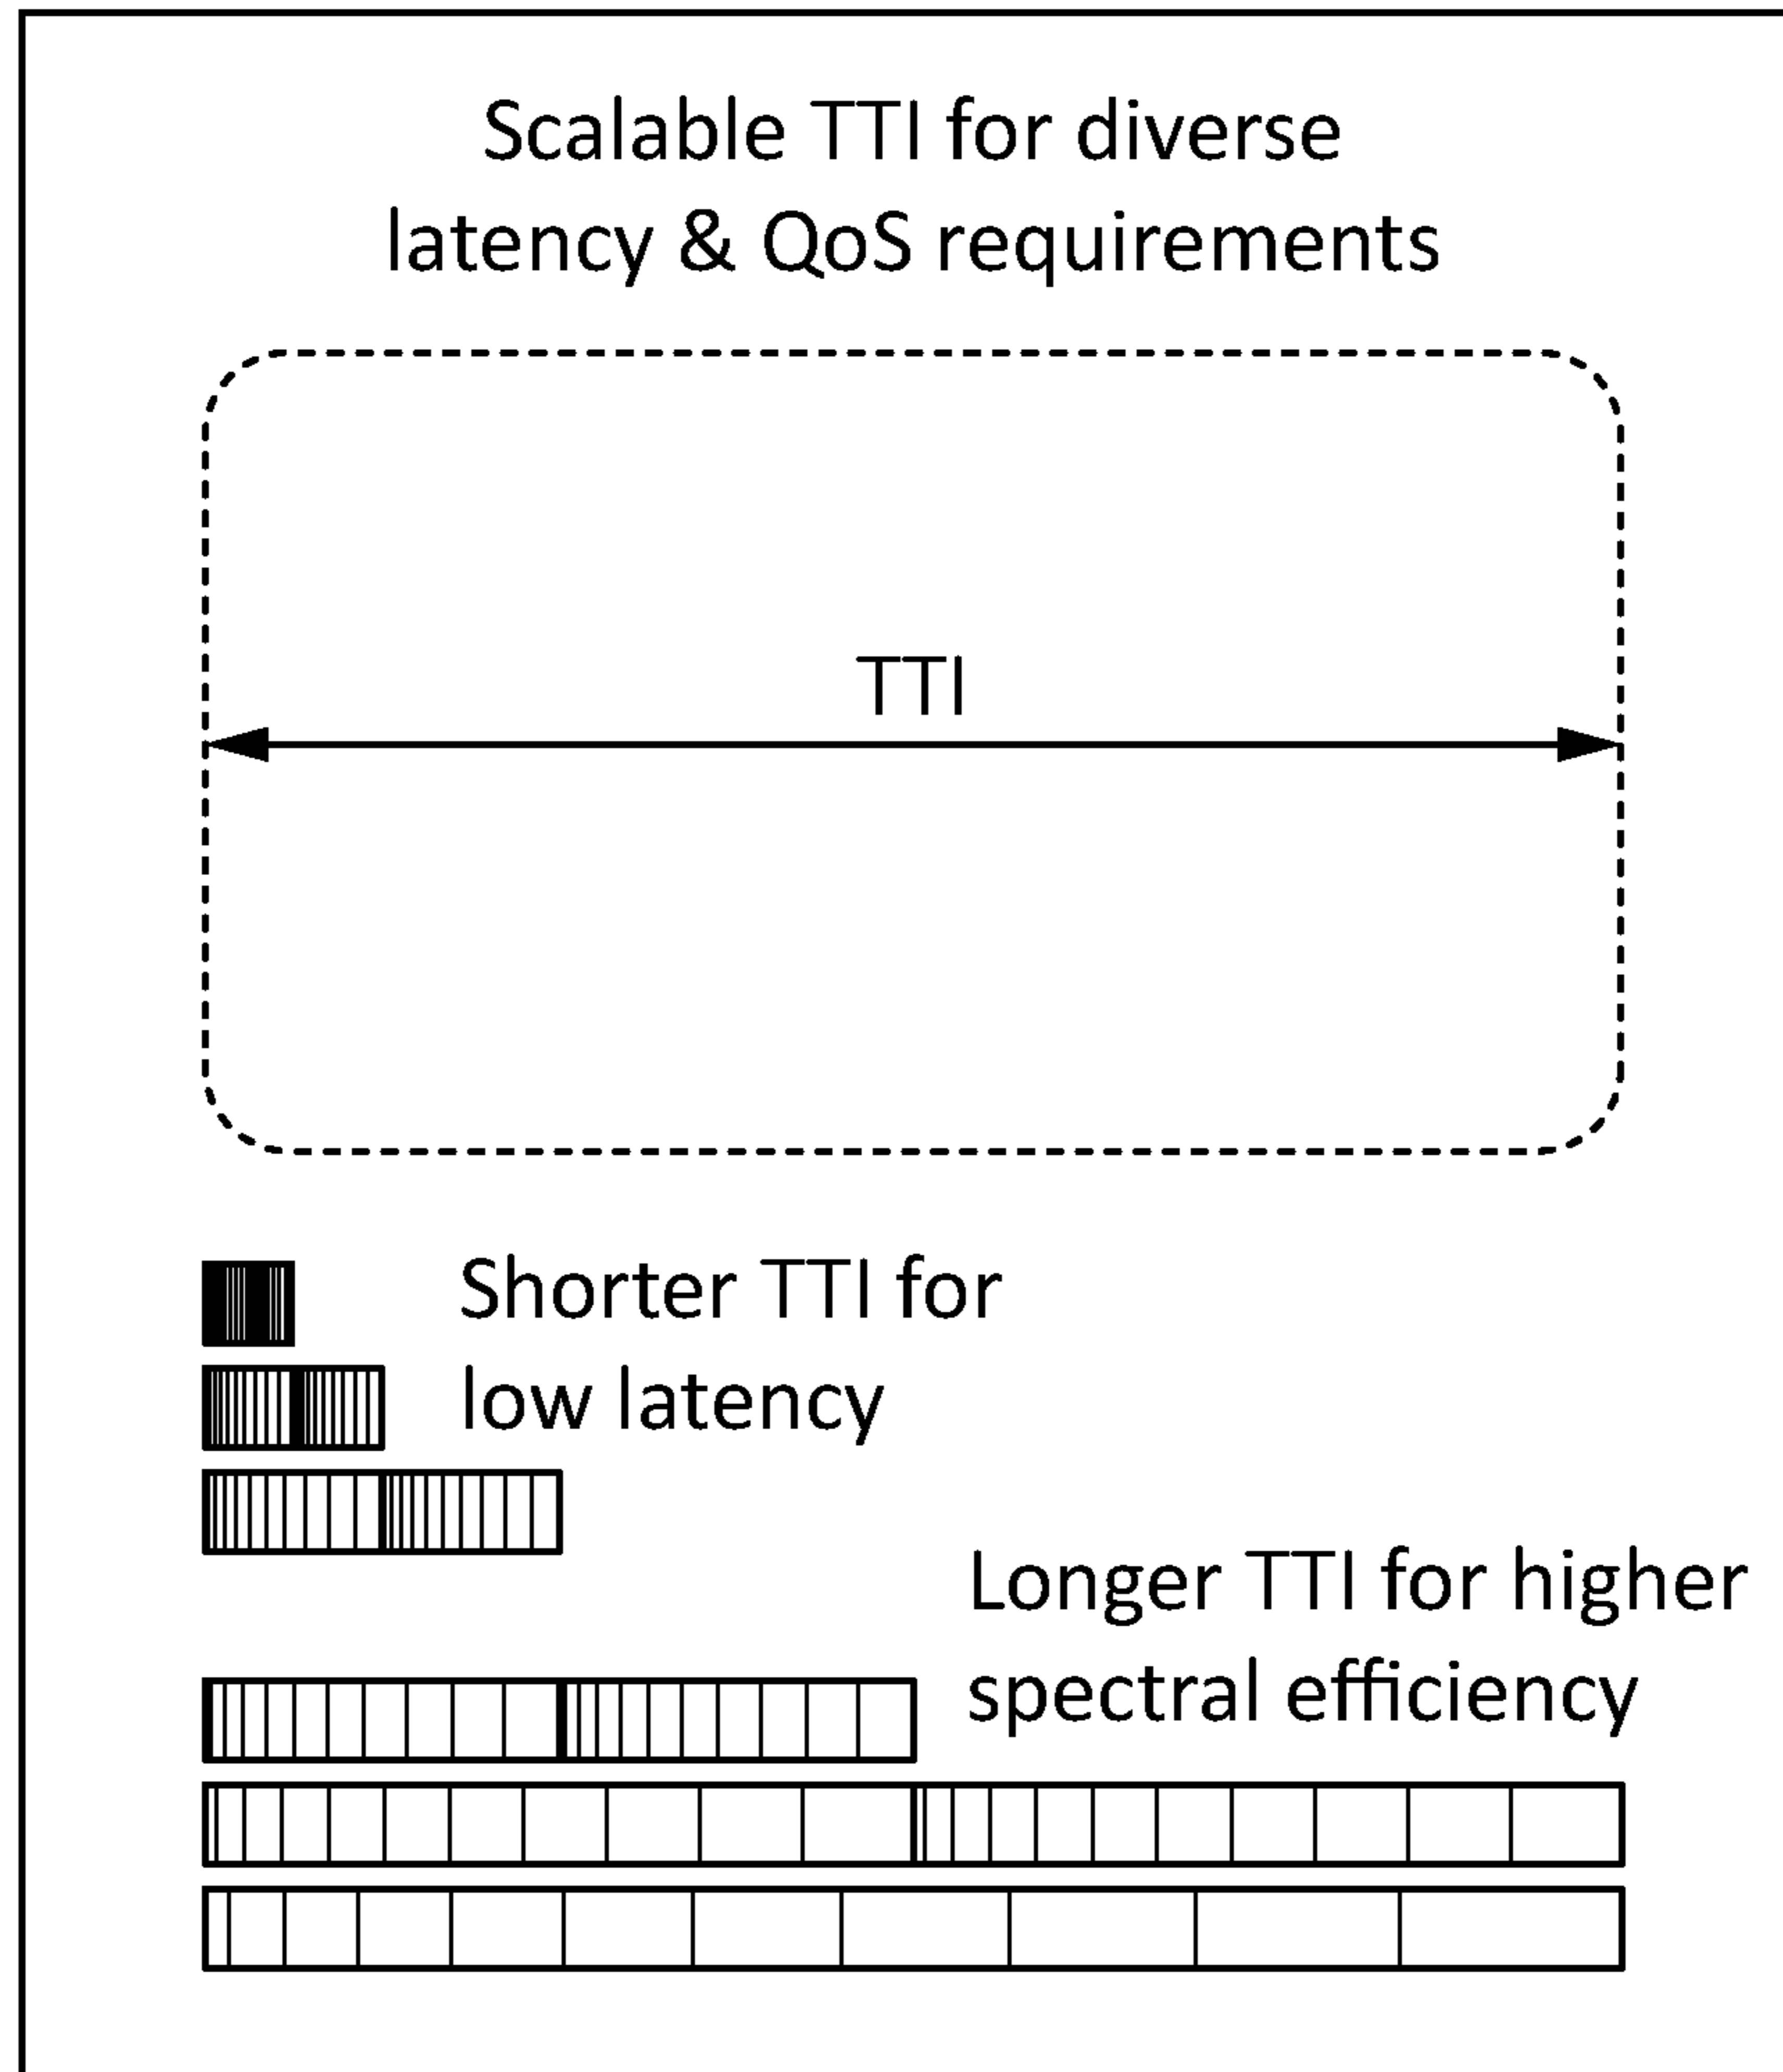 Scalable TTI for diverse
latency & QoS requirements
TTI
Shorter TTI for
low latency
Longer TTI for higher
spectral efficiency